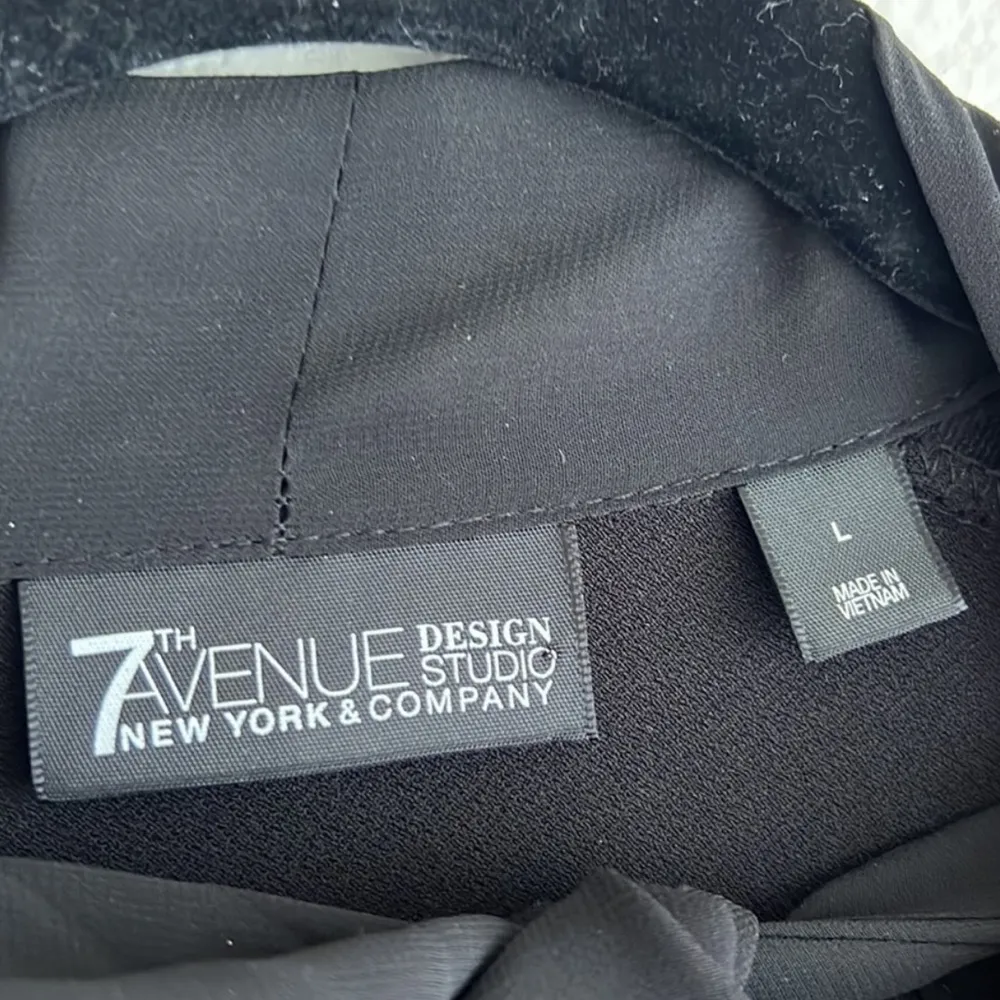 7TH AVENUE DESIGN STUDIO
NEW YORK & COMPANY
L
MADE IN
VIETNAM